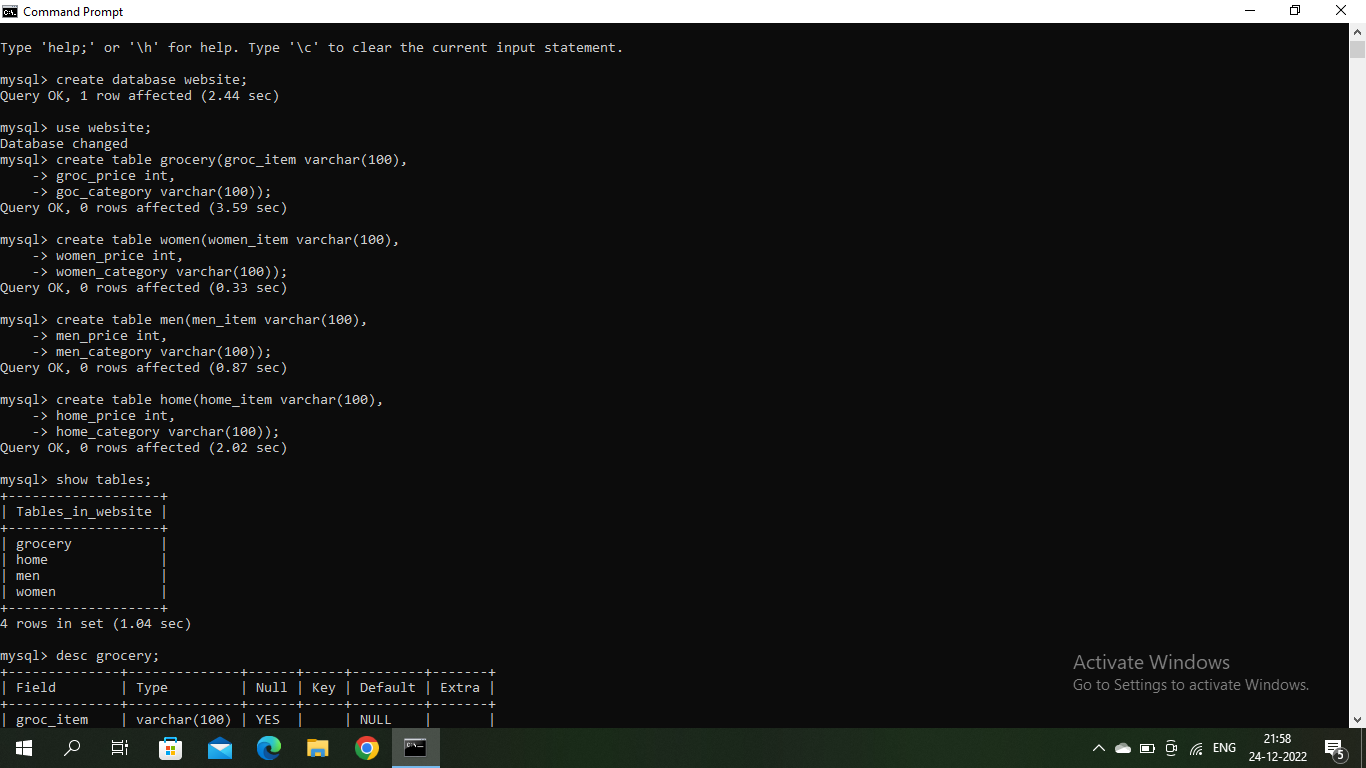 Command Prompt
Type 'help;' or '\h' for help. Type '\c' to clear the current input statement.
mysql> create database website;
Query OK, 1 row affected (2.44 sec)
mysql> use website;
Database changed
mysql> create table grocery(groc_item varchar(100),
    -> groc_price int,
    -> goc_category varchar(100));
Query OK, 0 rows affected (3.59 sec)
mysql> create table women(women_item varchar(100),
    -> women_price int,
    -> women_category varchar(100));
Query OK, 0 rows affected (0.33 sec)
mysql> create table men(men_item varchar(100),
    -> men_price int,
    -> men_category varchar(100));
Query OK, 0 rows affected (0.87 sec)
mysql> create table home(home_item varchar(100),
    -> home_price int,
    -> home_category varchar(100));
Query OK, 0 rows affected (2.02 sec)
mysql> show tables;
+-------------------+
| Tables_in_website |
+-------------------+
| grocery           |
| home              |
| men               |
| women             |
+-------------------+
4 rows in set (1.04 sec)
mysql> desc grocery;
+--------------+--------------+------+-----+---------+-------+
| Field        | Type         | Null | Key | Default | Extra |
+--------------+--------------+------+-----+---------+-------+
| groc_item    | varchar(100) | YES  |     | NULL    |       |
Activate Windows
Go to Settings to activate Windows.
ENG
21:58
24-12-2022
5